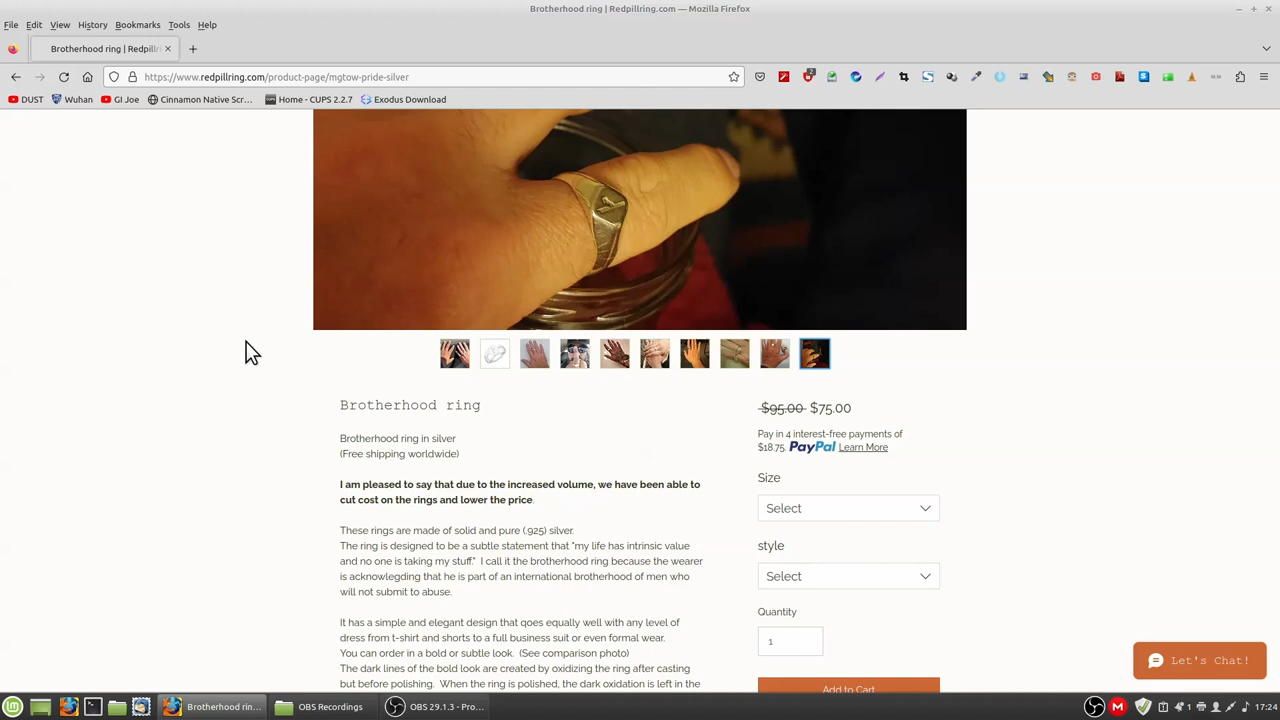 Brotherhood ring | Redpillring.com — Mozilla Firefox
File Edit View History Bookmarks Tools Help
Brotherhood ring | Redpillri
https://www.redpillring.com/product-page/mgtow-pride-silver
DUST Wuhan GI Joe Cinnamon Native Scr... Home - CUPS 2.2.7 Exodus Download
Brotherhood ring
Brotherhood ring in silver
(Free shipping worldwide)
I am pleased to say that due to the increased volume, we have been able to
cut cost on the rings and lower the price.
These rings are made of solid and pure (.925) silver.
The ring is designed to be a subtle statement that "my life has intrinsic value
and no one is taking my stuff." I call it the brotherhood ring because the wearer
is acknowlegding that he is part of an international brotherhood of men who
will not submit to abuse.
It has a simple and elegant design that qoes equally well with any level of
dress from t-shirt and shorts to a full business suit or even formal wear.
You can order in a bold or subtle look. (See comparison photo)
The dark lines of the bold look are created by oxidizing the ring after casting
but before polishing. When the ring is polished, the dark oxidation is left in the
$95.00 $75.00
Pay in 4 interest-free payments of
$18.75. PayPal Learn More
Size
Select
style
Select
Quantity
1
Add to Cart
Let's Chat!
Brotherhood rin... OBS Recordings OBS 29.1.3 - Pro... 17:24